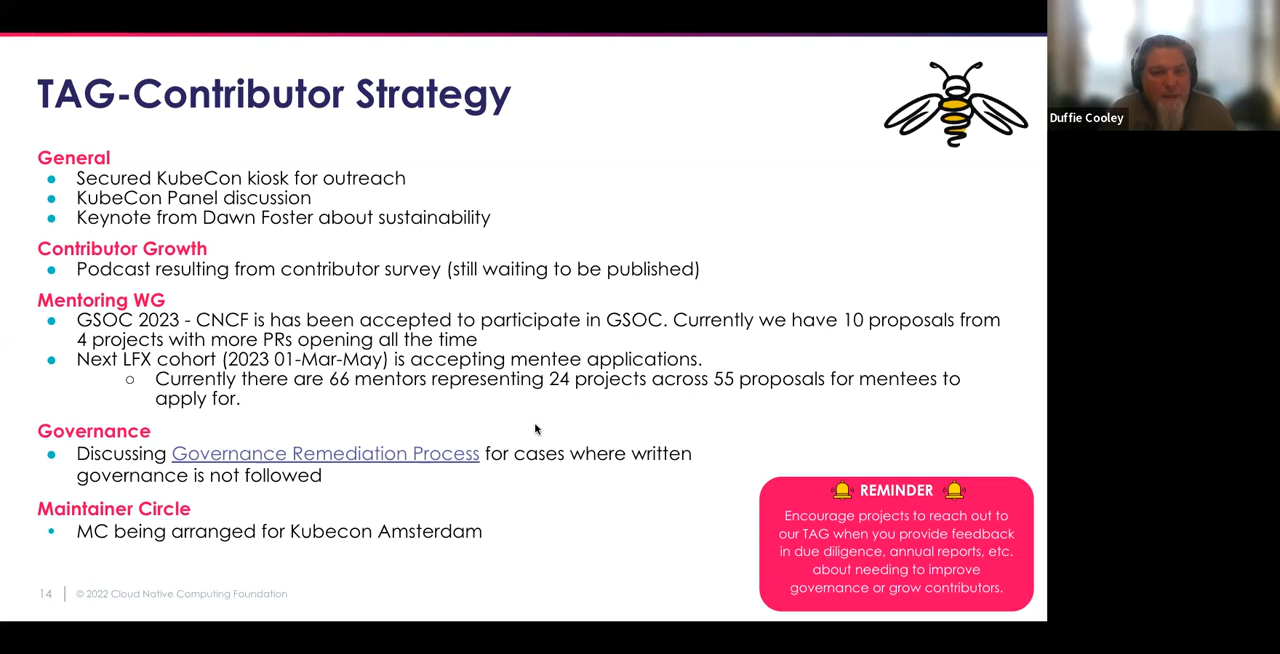 TAG-Contributor Strategy
Duffie Cooley
General
● Secured KubeCon kiosk for outreach
● KubeCon Panel discussion
● Keynote from Dawn Foster about sustainability
Contributor Growth
● Podcast resulting from contributor survey (still waiting to be published)
Mentoring WG
● GSOC 2023 - CNCF is has been accepted to participate in GSOC. Currently we have 10 proposals from
4 projects with more PRs opening all the time
● Next LFX cohort (2023 01-Mar-May) is accepting mentee applications.
○ Currently there are 66 mentors representing 24 projects across 55 proposals for mentees to
apply for.
Governance
● Discussing Governance Remediation Process for cases where written
governance is not followed
Maintainer Circle
• MC being arranged for Kubecon Amsterdam
REMINDER
Encourage projects to reach out to
our TAG when you provide feedback
in due diligence, annual reports, etc.
about needing to improve
governance or grow contributors.
14 © 2022 Cloud Native Computing Foundation